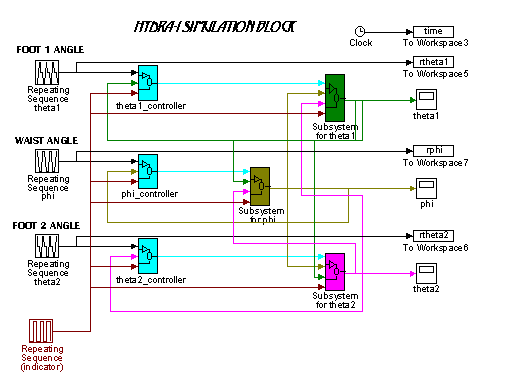 HYDRA-I SIMULATION BLOCK
time
Clock
To Workspace3
FOOT 1 ANGLE
rtheta1
To Workspace5
Repeating
Sequence
theta1
theta1_controller
Subsystem
for theta1
theta1
WAIST ANGLE
rphi
To Workspace7
Repeating
Sequence
phi
phi_controller
Subsystem
for phi
phi
FOOT 2 ANGLE
rtheta2
To Workspace6
Repeating
Sequence
theta2
theta2_controller
Subsystem
for theta2
theta2
Repeating
Sequence
(indicator)